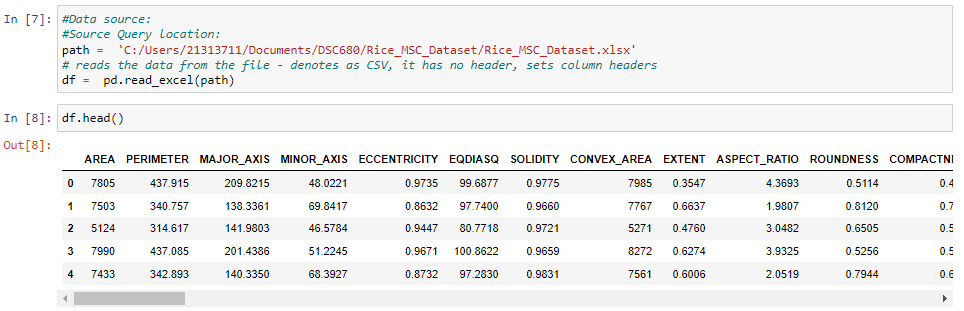 In [7]: #Data source:
#Source Query location:
path =  'C:/Users/21313711/Documents/DSC680/Rice_MSC_Dataset/Rice_MSC_Dataset.xlsx'
# reads the data from the file - denotes as CSV, it has no header, sets column headers
df =  pd.read_excel(path)
In [8]: df.head()
Out[8]:
AREA PERIMETER MAJOR_AXIS MINOR_AXIS ECCENTRICITY EQDIASQ SOLIDITY CONVEX_AREA EXTENT ASPECT_RATIO ROUNDNESS COMPACTN
0 7805 437.915 209.8215 48.0221 0.9735 99.6877 0.9775 7985 0.3547 4.3693 0.5114 0.4
1 7503 340.757 138.3361 69.8417 0.8632 97.7400 0.9660 7767 0.6637 1.9807 0.8120 0.7
2 5124 314.617 141.9803 46.5784 0.9447 80.7718 0.9721 5271 0.4760 3.0482 0.6505 0.5
3 7990 437.085 201.4386 51.2245 0.9671 100.8622 0.9659 8272 0.6274 3.9325 0.5256 0.5
4 7433 342.893 140.3350 68.3927 0.8732 97.2830 0.9831 7561 0.6006 2.0519 0.7944 0.6